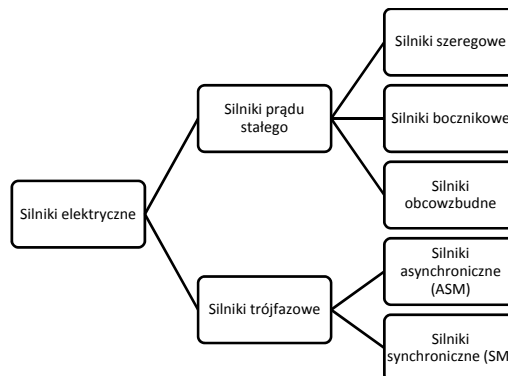 Silniki elektryczne
Silniki prądu
stałego
Silniki szeregowe
Silniki bocznikowe
Silniki
obcowzbudne
Silniki trójfazowe
Silniki
asynchroniczne
(ASM)
Silniki
synchroniczne (SM